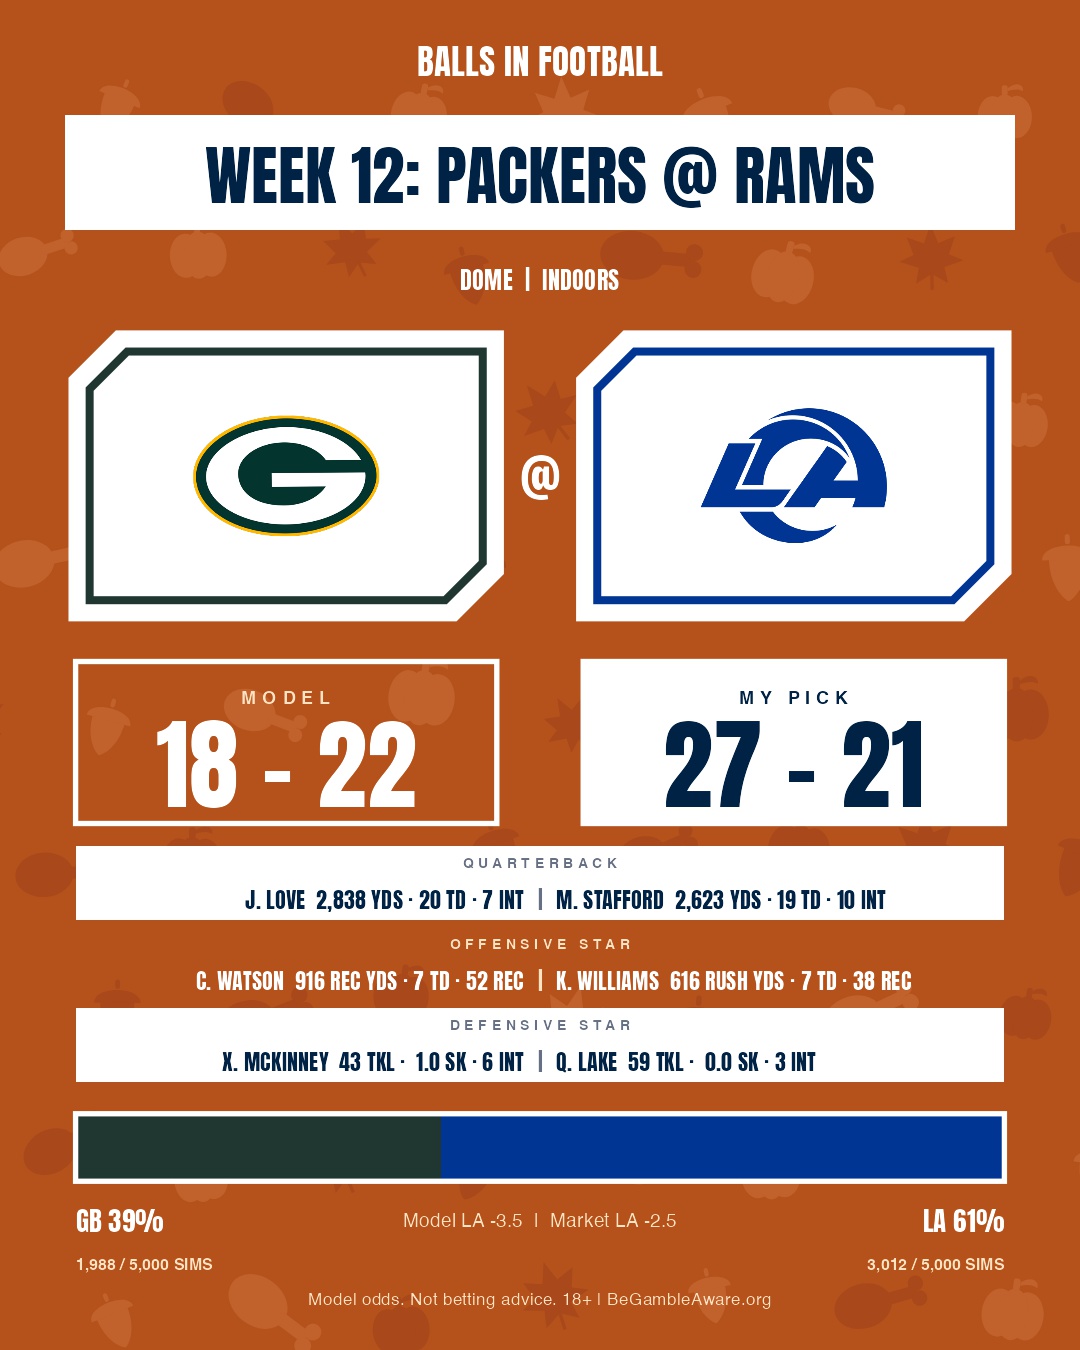 BALLS IN FOOTBALL
WEEK 12: PACKERS @ RAMS
DOME | INDOORS
G
@
LA
MODEL
18 - 22
MY PICK
27 - 21
QUARTERBACK
J. LOVE 2,838 YDS · 20 TD · 7 INT | M. STAFFORD 2,623 YDS · 19 TD · 10 INT
OFFENSIVE STAR
C. WATSON 916 REC YDS · 7 TD · 52 REC | K. WILLIAMS 616 RUSH YDS · 7 TD · 38 REC
DEFENSIVE STAR
X. MCKINNEY 43 TKL · 1.0 SK · 6 INT | Q. LAKE 59 TKL · 0.0 SK · 3 INT
GB 39%
Model LA -3.5 | Market LA -2.5
LA 61%
1,988 / 5,000 SIMS
3,012 / 5,000 SIMS
Model odds. Not betting advice. 18+ | BeGambleAware.org